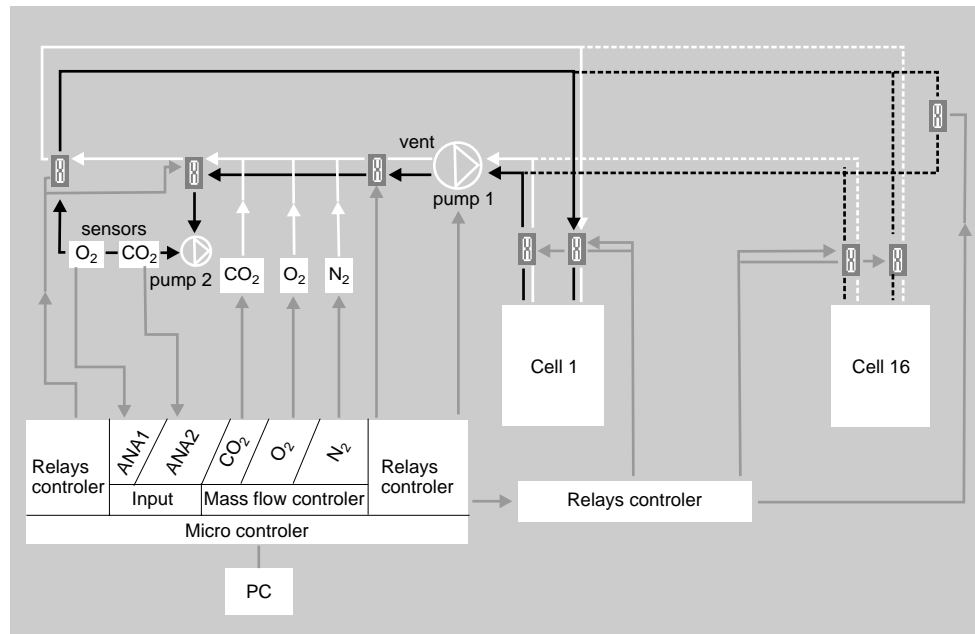 vent
pump 1
sensors
O₂
CO₂
pump 2
CO₂
O₂
N₂
Cell 1
Cell 16
Relays
controler
ANA1
ANA2
CO₂
O₂
N₂
Relays
controler
Input
Mass flow controler
Relays controler
Micro controler
PC